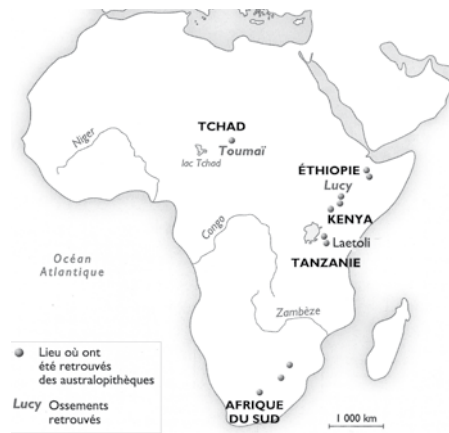 TCHAD
Niger
Toumaï
lac Tchad
ÉTHIOPIE
Lucy
KENYA
Congo
Laetoli
TANZANIE
Océan
Atlantique
Zambèze
Lieu où ont
été retrouvés
des australopithèques
Lucy Ossements
retrouvés
AFRIQUE
DU SUD
1 000 km